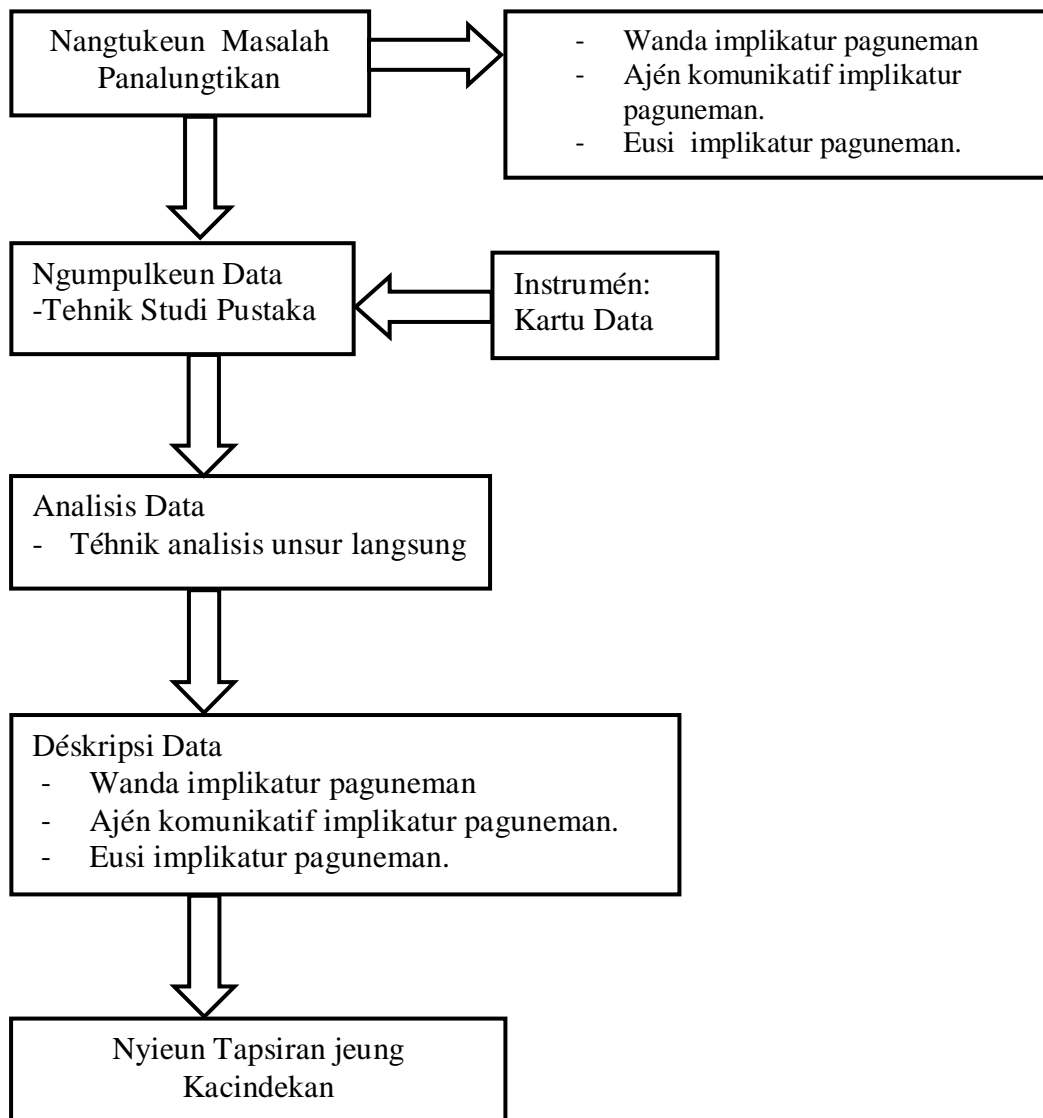 Nangtukeun Masalah
Panalungtikan
- Wanda implikatur paguneman
- Ajén komunikatif implikatur
paguneman.
- Eusi implikatur paguneman.
Ngumpulkeun Data
-Tehnik Studi Pustaka
Instrumén:
Kartu Data
Analisis Data
- Téhnik analisis unsur langsung
Déskripsi Data
- Wanda implikatur paguneman
- Ajén komunikatif implikatur paguneman.
- Eusi implikatur paguneman.
Nyieun Tapsiran jeung
Kacindekan